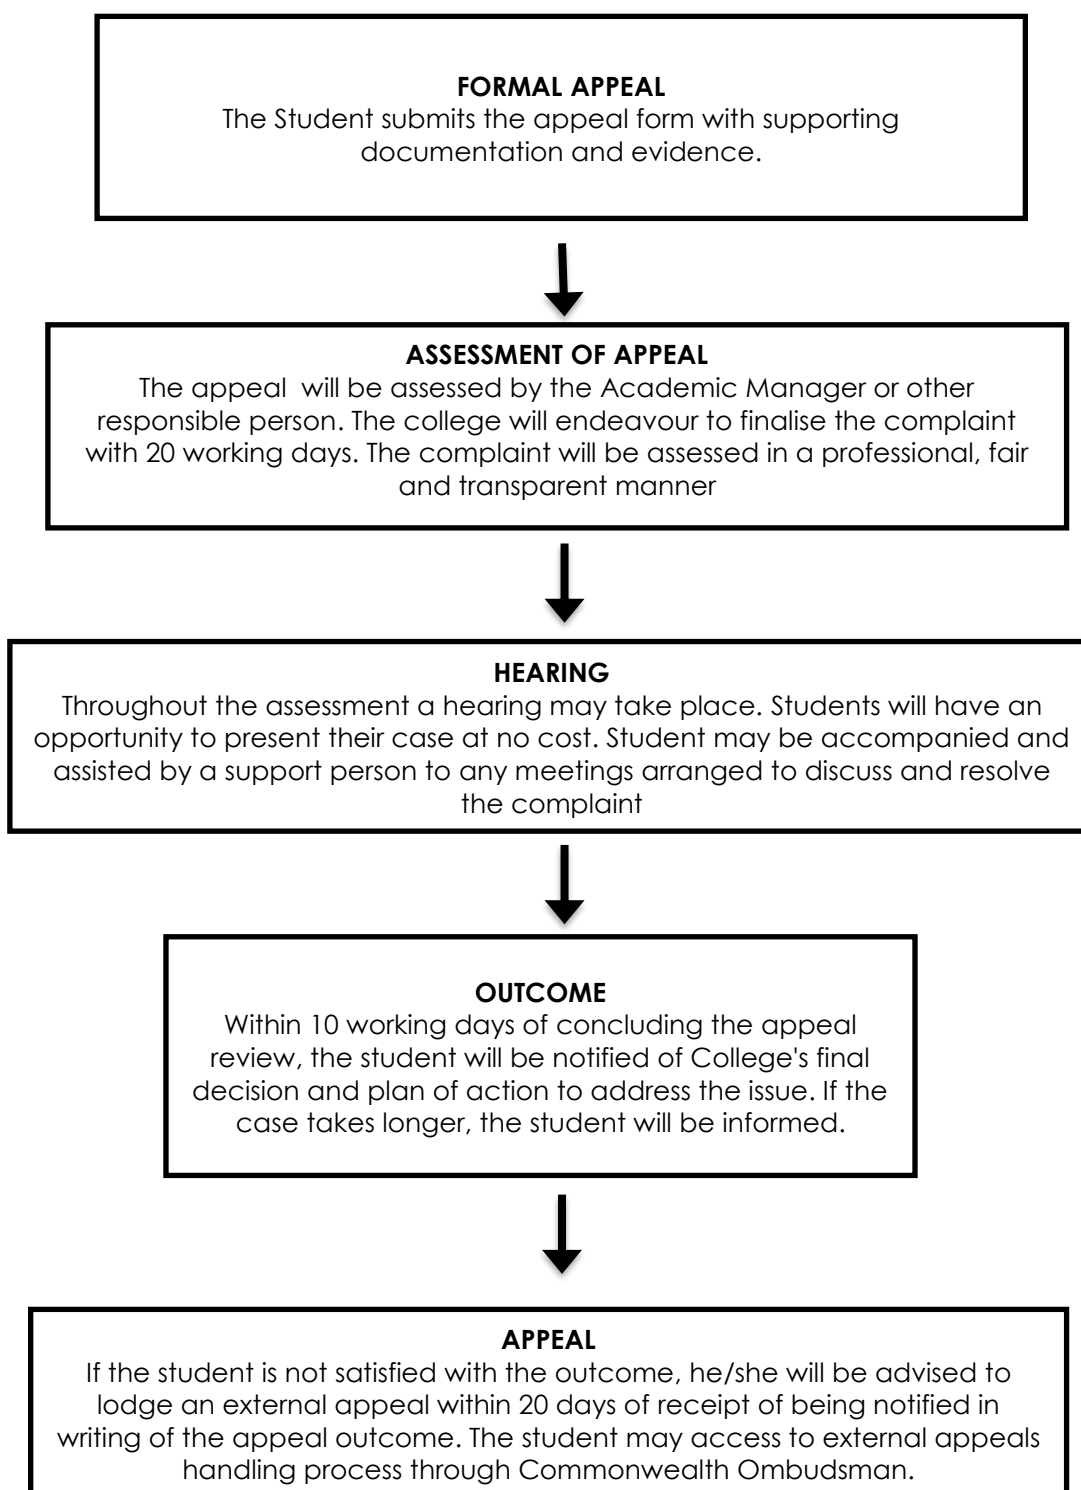 FORMAL APPEAL
The Student submits the appeal form with supporting
documentation and evidence.
ASSESSMENT OF APPEAL
The appeal  will be assessed by the Academic Manager or other
responsible person. The college will endeavour to finalise the complaint
with 20 working days. The complaint will be assessed in a professional, fair
and transparent manner
HEARING
Throughout the assessment a hearing may take place. Students will have an
opportunity to present their case at no cost. Student may be accompanied and
assisted by a support person to any meetings arranged to discuss and resolve
the complaint
OUTCOME
Within 10 working days of concluding the appeal
review, the student will be notified of College's final
decision and plan of action to address the issue. If the
case takes longer, the student will be informed.
APPEAL
If the student is not satisfied with the outcome, he/she will be advised to
lodge an external appeal within 20 days of receipt of being notified in
writing of the appeal outcome. The student may access to external appeals
handling process through Commonwealth Ombudsman.